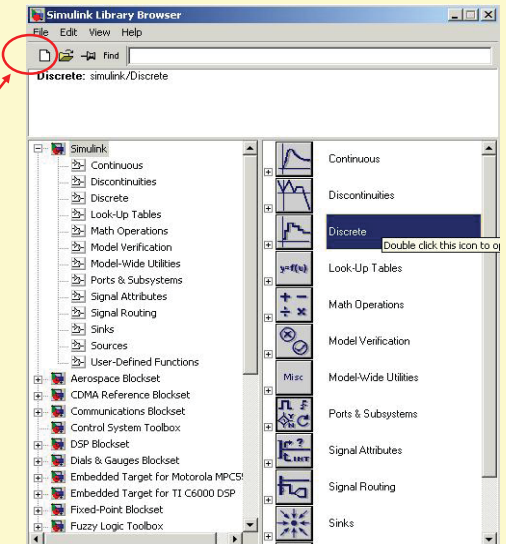 Simulink Library Browser
File Edit View Help
Find
Discrete: simulink/Discrete
Simulink
Continuous
Discontinuities
Discrete
Look-Up Tables
Math Operations
Model Verification
Model-Wide Utilities
Ports & Subsystems
Signal Attributes
Signal Routing
Sinks
Sources
User-Defined Functions
Aerospace Blockset
CDMA Reference Blockset
Communications Blockset
Control System Toolbox
DSP Blockset
Dials & Gauges Blockset
Embedded Target for Motorola MPC5
Embedded Target for TI C6000 DSP
Fixed-Point Blockset
Fuzzy Logic Toolbox
Continuous
Discontinuities
Discrete
Double click this icon to op
y=f(u)
Look-Up Tables
Math Operations
Model Verification
Misc
Model-Wide Utilities
Ports & Subsystems
Signal Attributes
Signal Routing
Sinks